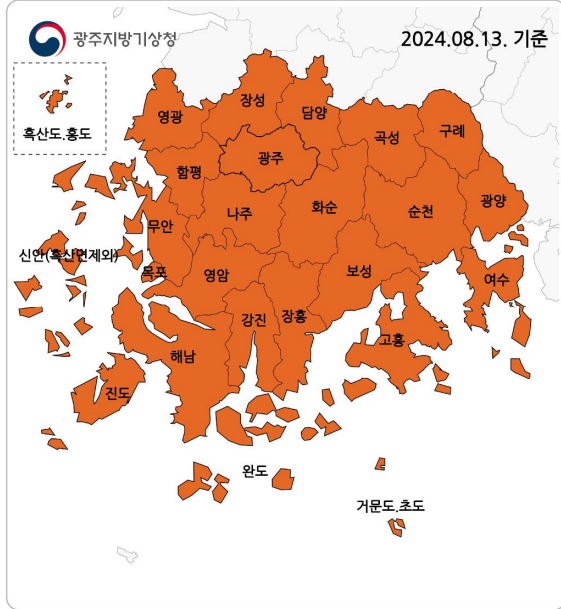 광주지방기상청
2024.08.13. 기준
흑산도.홍도
영광
장성
담양
곡성
구례
함평
광주
나주
화순
순천
광양
무안
신안(흑산면제외)
목포
영암
보성
여수
강진
장흥
고흥
해남
진도
완도
거문도.초도